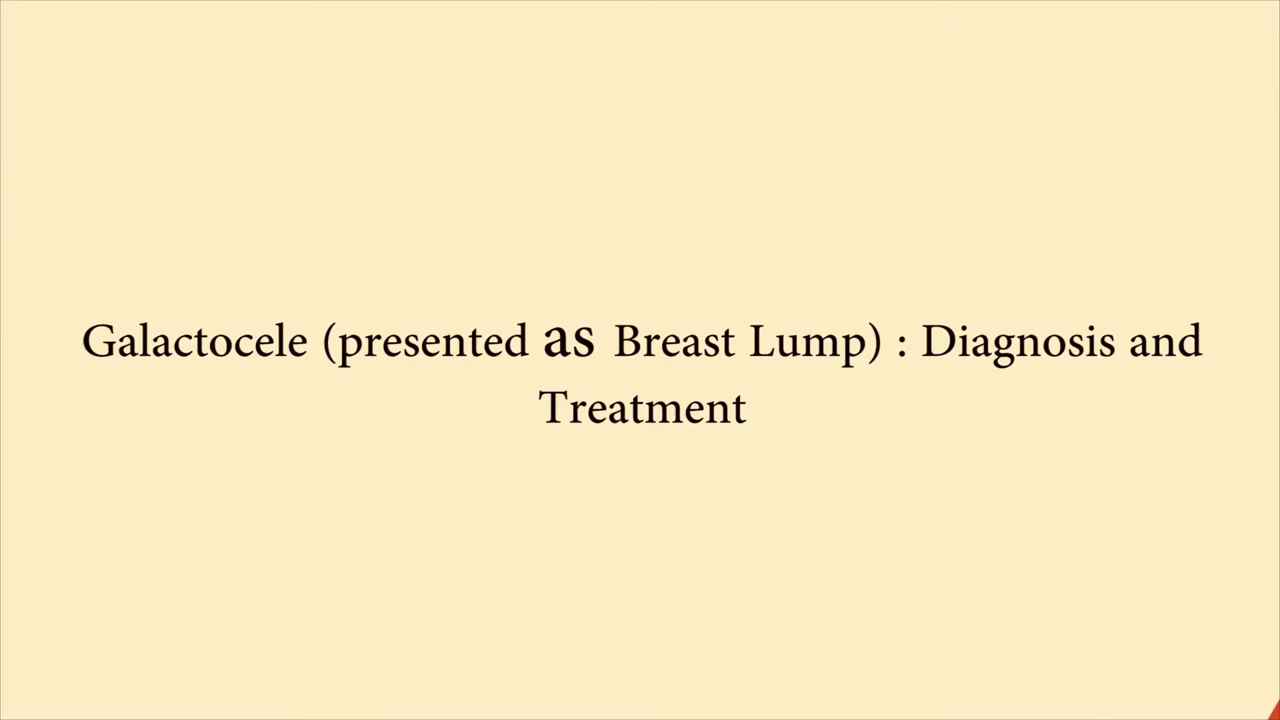 Galactocele (presented as Breast Lump) : Diagnosis and
Treatment